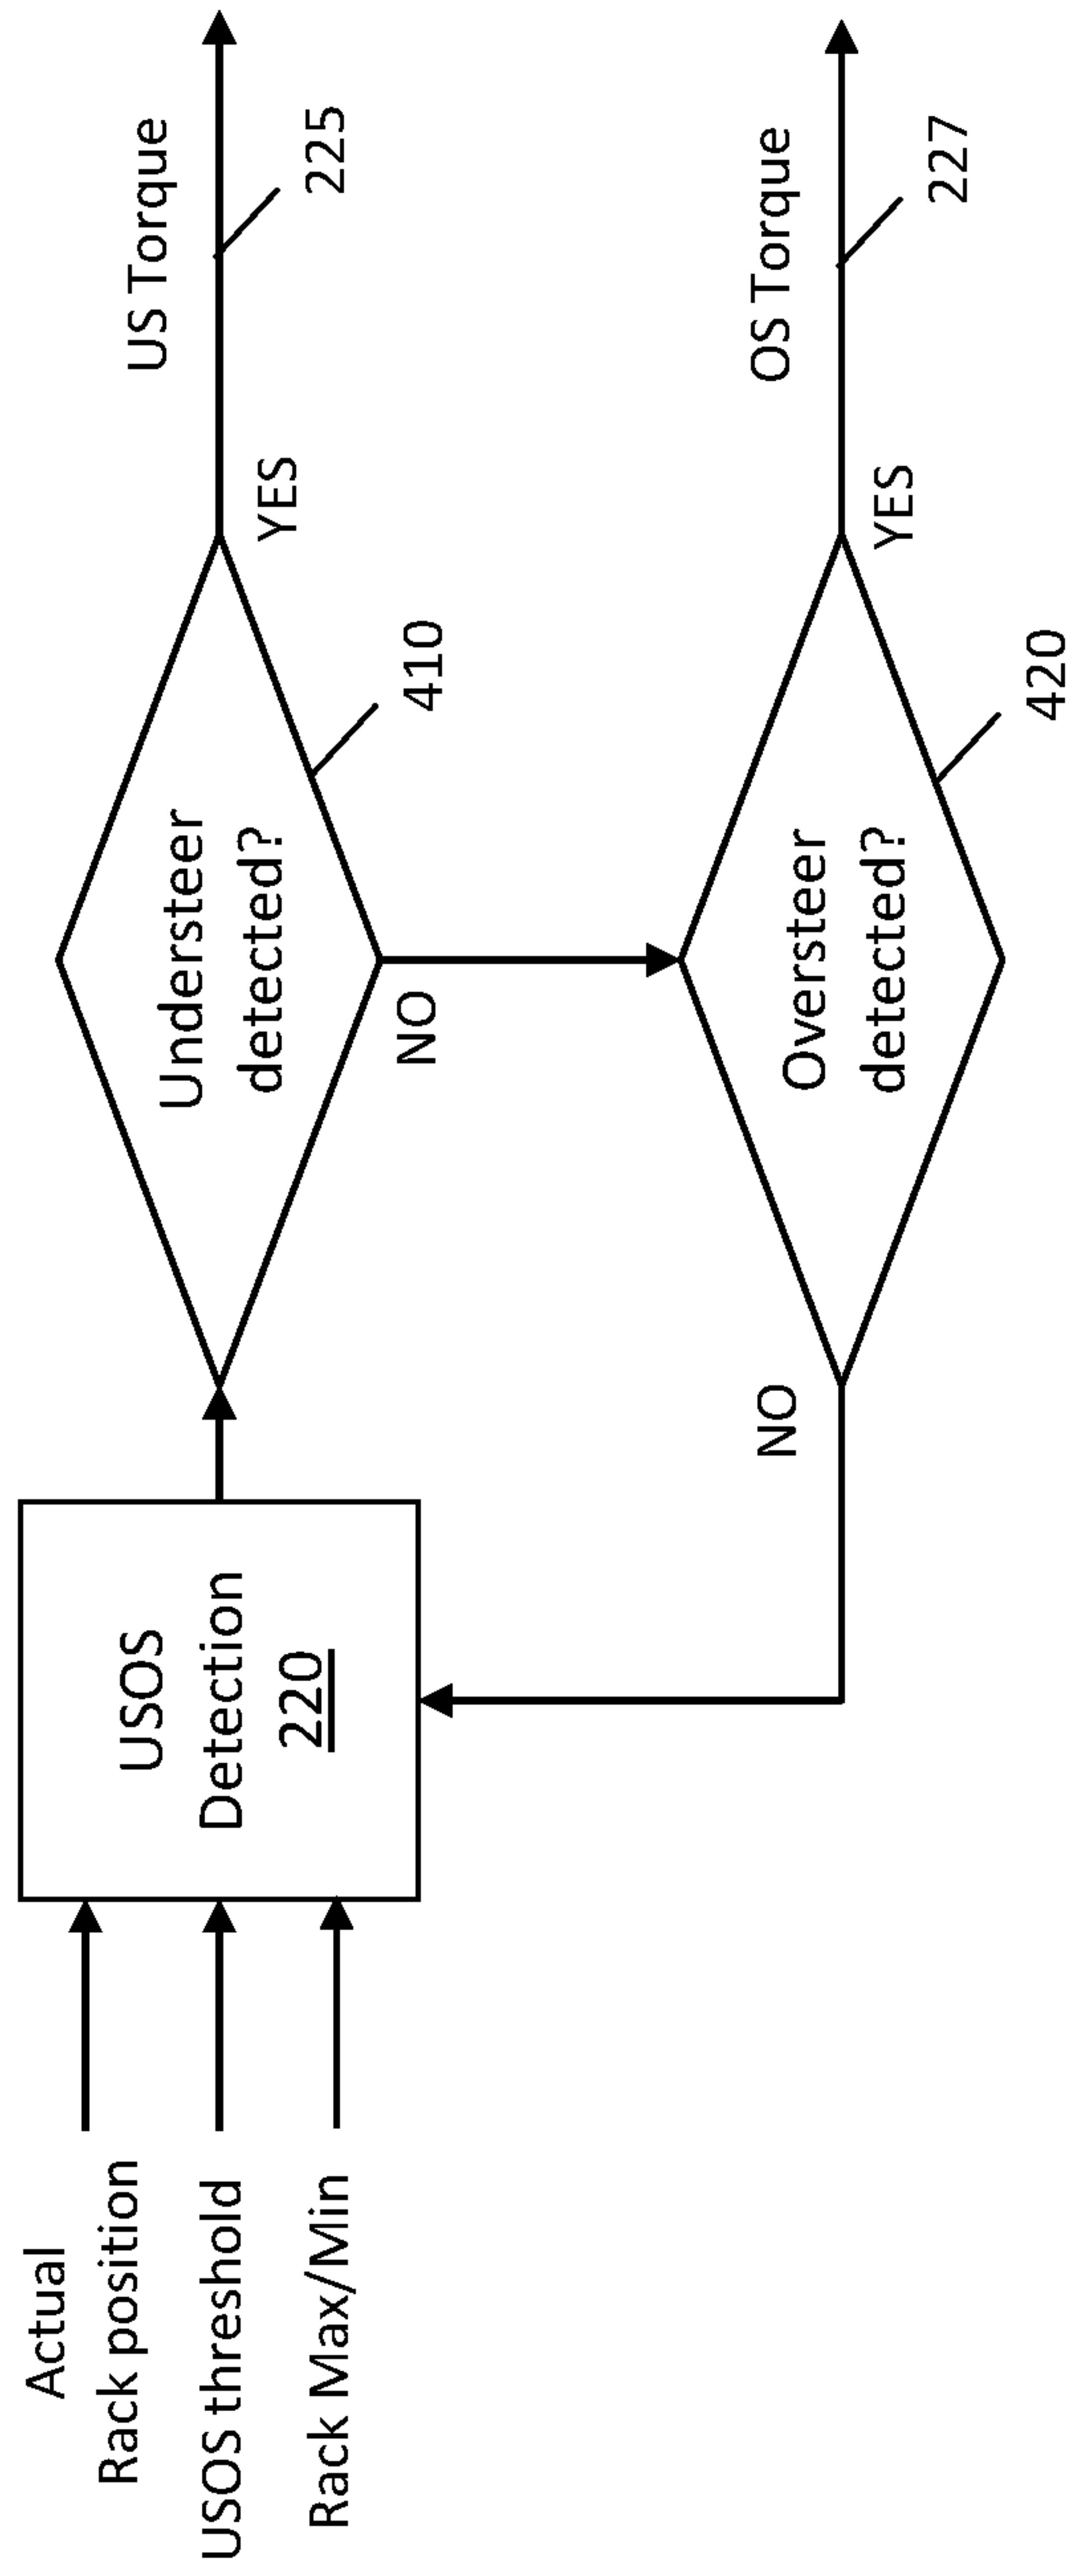 Actual
Rack position
USOS threshold
Rack Max/Min
USOS
Detection
220
Understeer
detected?
410
YES
US Torque
225
NO
Oversteer
detected?
420
YES
OS Torque
227
NO